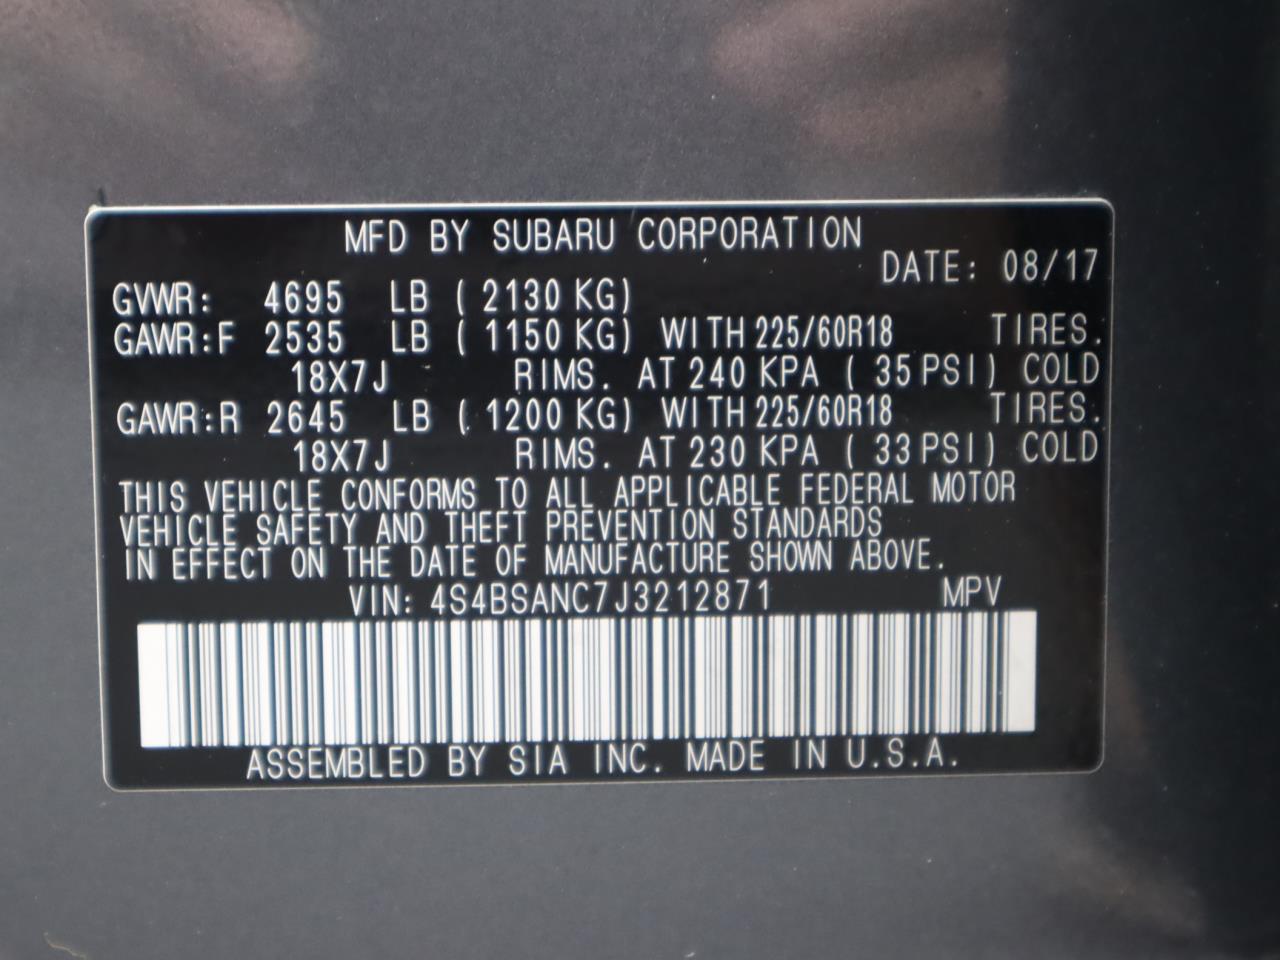 MFD BY SUBARU CORPORATION
DATE: 08/17
GVWR: 4695 LB ( 2130 KG)
GAWR:F 2535 LB ( 1150 KG) WITH 225/60R18 TIRES.
18X7J RIMS. AT 240 KPA ( 35 PSI) COLD
GAWR:R 2645 LB ( 1200 KG) WITH 225/60R18 TIRES.
18X7J RIMS. AT 230 KPA ( 33 PSI) COLD
THIS VEHICLE CONFORMS TO ALL APPLICABLE FEDERAL MOTOR
VEHICLE SAFETY AND THEFT PREVENTION STANDARDS
IN EFFECT ON THE DATE OF MANUFACTURE SHOWN ABOVE.
VIN: 4S4BSANC7J3212871 MPV
ASSEMBLED BY SIA INC. MADE IN U.S.A.